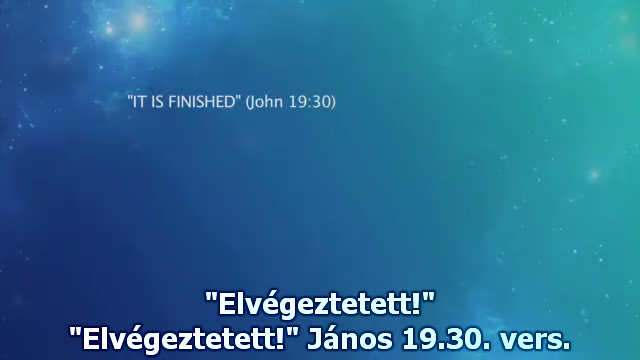 "IT IS FINISHED" (John 19:30)
"Elvégeztetett!"
"Elvégeztetett!" János 19.30. vers.